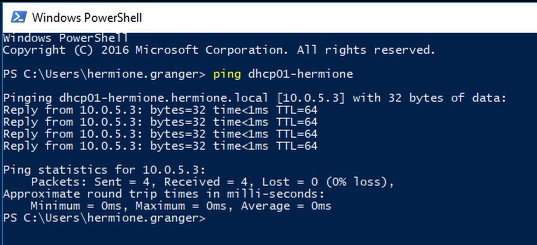 Windows PowerShell
Windows PowerShell
Copyright (C) 2016 Microsoft Corporation. All rights reserved.
PS C:\Users\hermione.granger> ping dhcp01-hermione
Pinging dhcp01-hermione.hermione.local [10.0.5.3] with 32 bytes of data:
Reply from 10.0.5.3: bytes=32 time<1ms TTL=64
Reply from 10.0.5.3: bytes=32 time<1ms TTL=64
Reply from 10.0.5.3: bytes=32 time<1ms TTL=64
Reply from 10.0.5.3: bytes=32 time<1ms TTL=64
Ping statistics for 10.0.5.3:
    Packets: Sent = 4, Received = 4, Lost = 0 (0% loss),
Approximate round trip times in milli-seconds:
    Minimum = 0ms, Maximum = 0ms, Average = 0ms
PS C:\Users\hermione.granger>